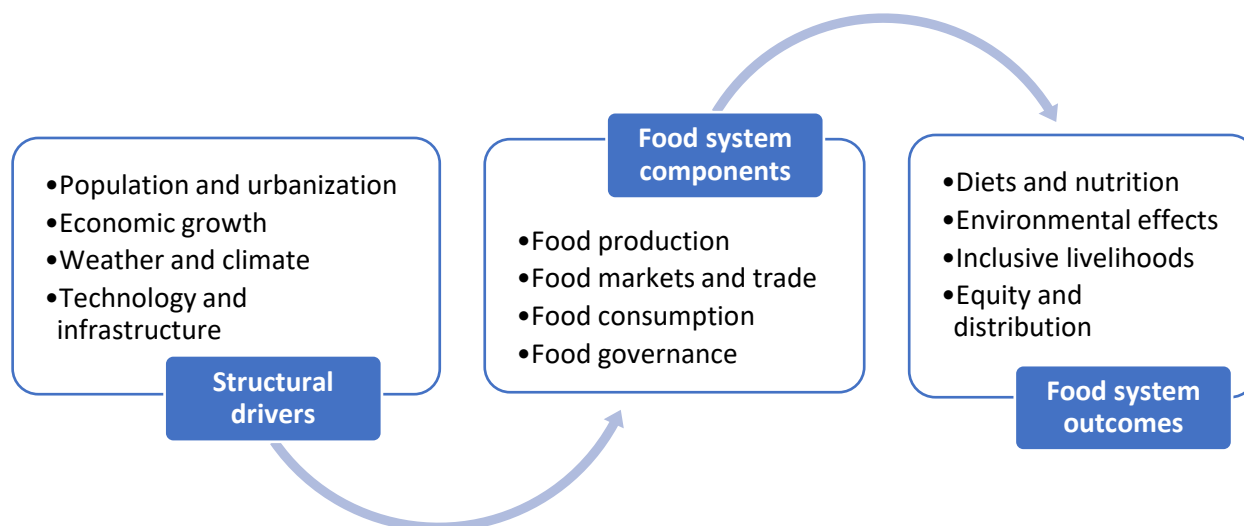 •Population and urbanization
•Economic growth
•Weather and climate
•Technology and
infrastructure
Structural
drivers
Food system
components
•Food production
•Food markets and trade
•Food consumption
•Food governance
•Diets and nutrition
•Environmental effects
•Inclusive livelihoods
•Equity and
distribution
Food system
outcomes